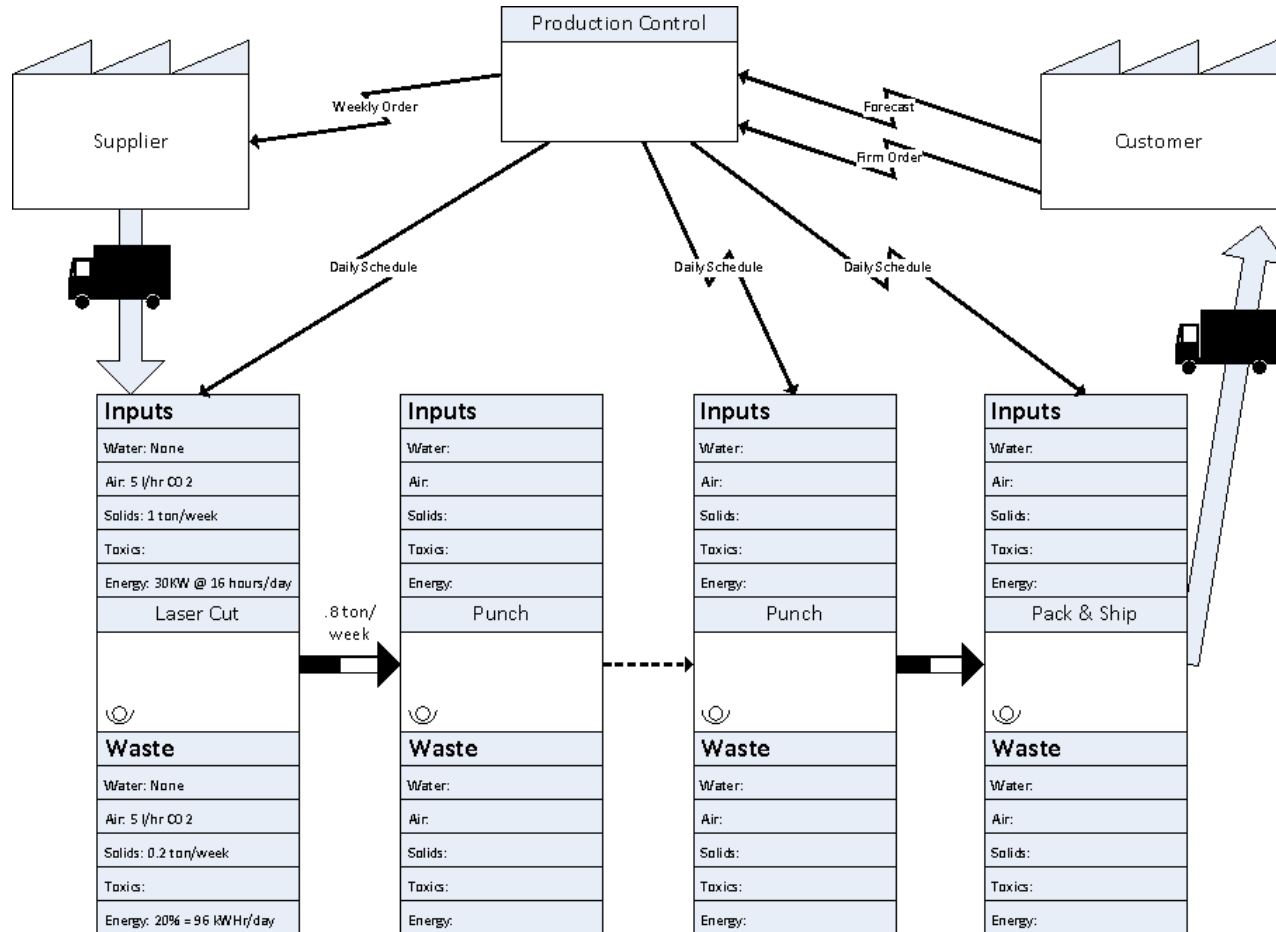 Production Control
Supplier
Weekly Order
Forecast
Firm Order
Customer
Daily Schedule
Daily Schedule
Daily Schedule
Inputs
Water: None
Air: 5 l/hr CO2
Solids: 1 ton/week
Toxics:
Energy: 30KW @ 16 hours/day
Laser Cut
Waste
Water: None
Air: 5 l/hr CO2
Solids: 0.2 ton/week
Toxics:
Energy: 20% = 96 kWHr/day
.8 ton/
week
Inputs
Water:
Air:
Solids:
Toxics:
Energy:
Punch
Waste
Water:
Air:
Solids:
Toxics:
Energy:
Inputs
Water:
Air:
Solids:
Toxics:
Energy:
Punch
Waste
Water:
Air:
Solids:
Toxics:
Energy:
Inputs
Water:
Air:
Solids:
Toxics:
Energy:
Pack & Ship
Waste
Water:
Air:
Solids:
Toxics:
Energy: